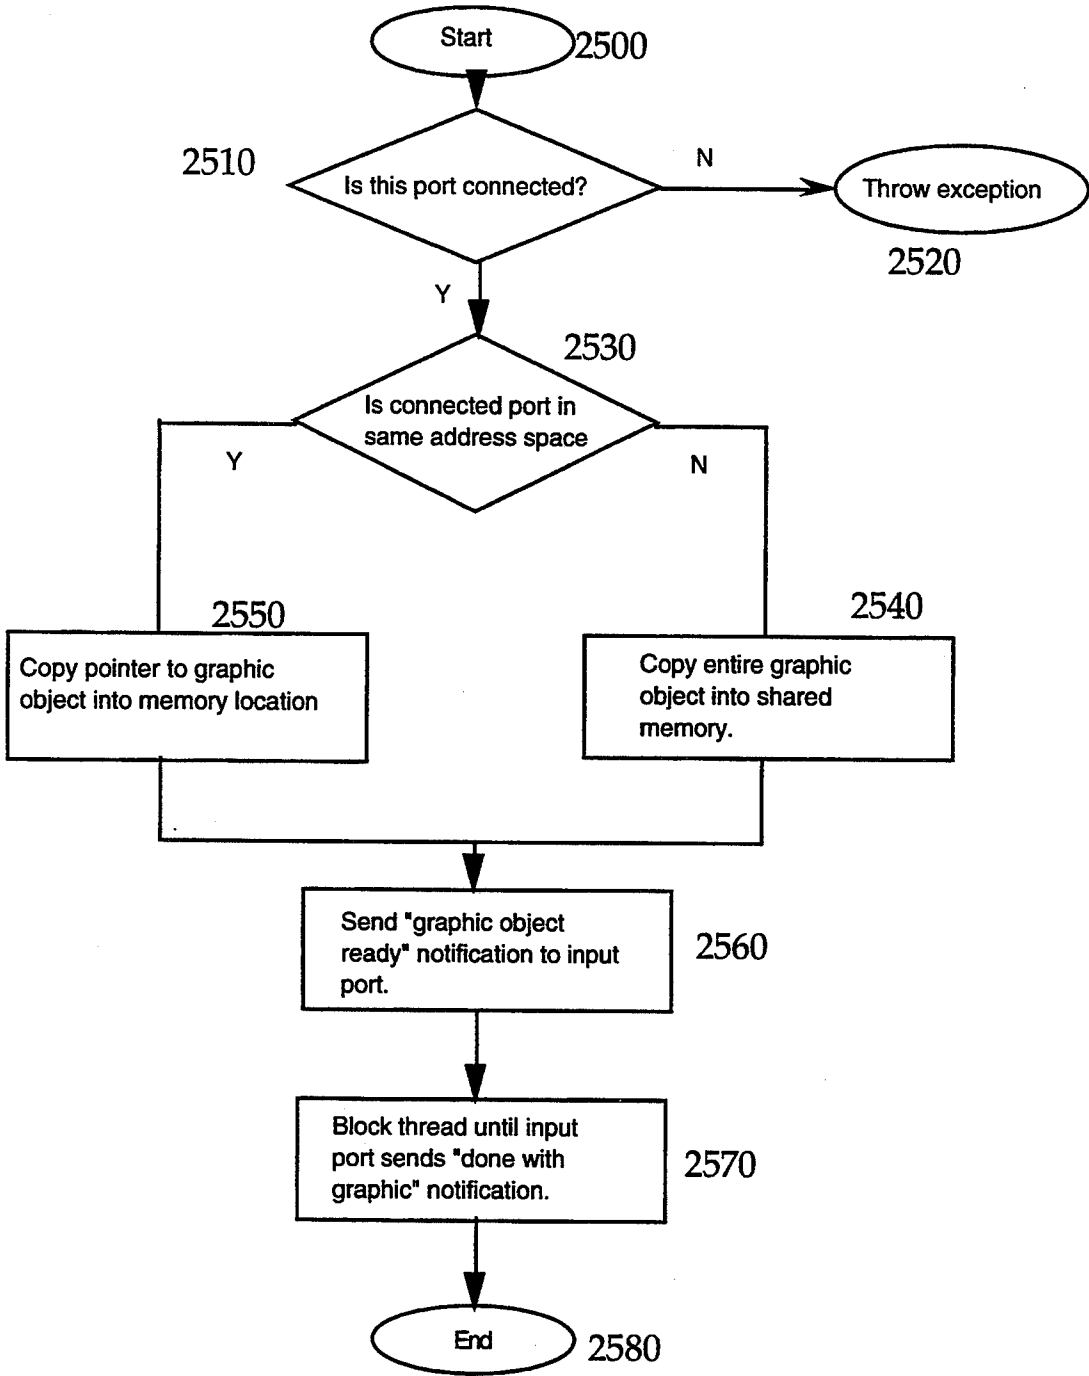 Start
2500
2510
Is this port connected?
N
Throw exception
2520
Y
2530
Is connected port in
same address space
Y
N
2550
2540
Copy pointer to graphic
object into memory location
Copy entire graphic
object into shared
memory.
Send "graphic object
ready" notification to input
port.
2560
Block thread until input
port sends "done with
graphic" notification.
2570
End
2580